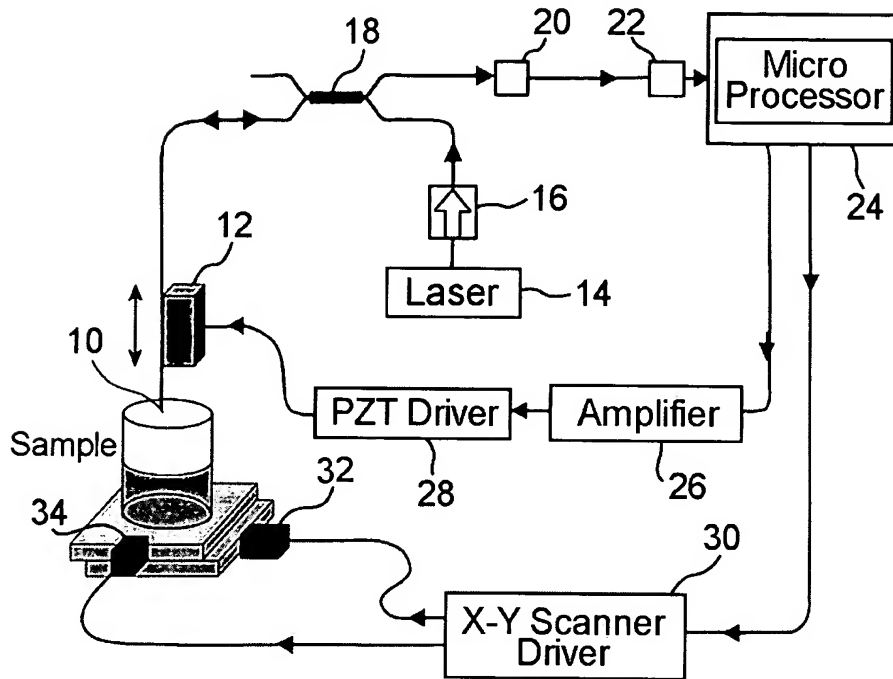 18
20
22
Micro
Processor
24
16
12
Laser
14
10
PZT Driver
Amplifier
Sample
28
26
32
34
30
X-Y Scanner
Driver